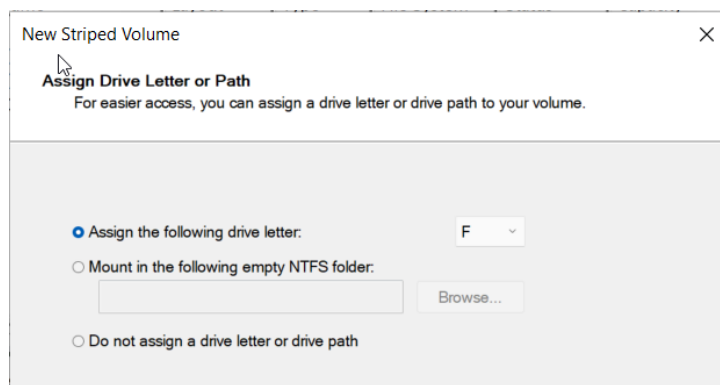 New Striped Volume
Assign Drive Letter or Path
For easier access, you can assign a drive letter or drive path to your volume.
Assign the following drive letter: F
Mount in the following empty NTFS folder:
Browse...
Do not assign a drive letter or drive path